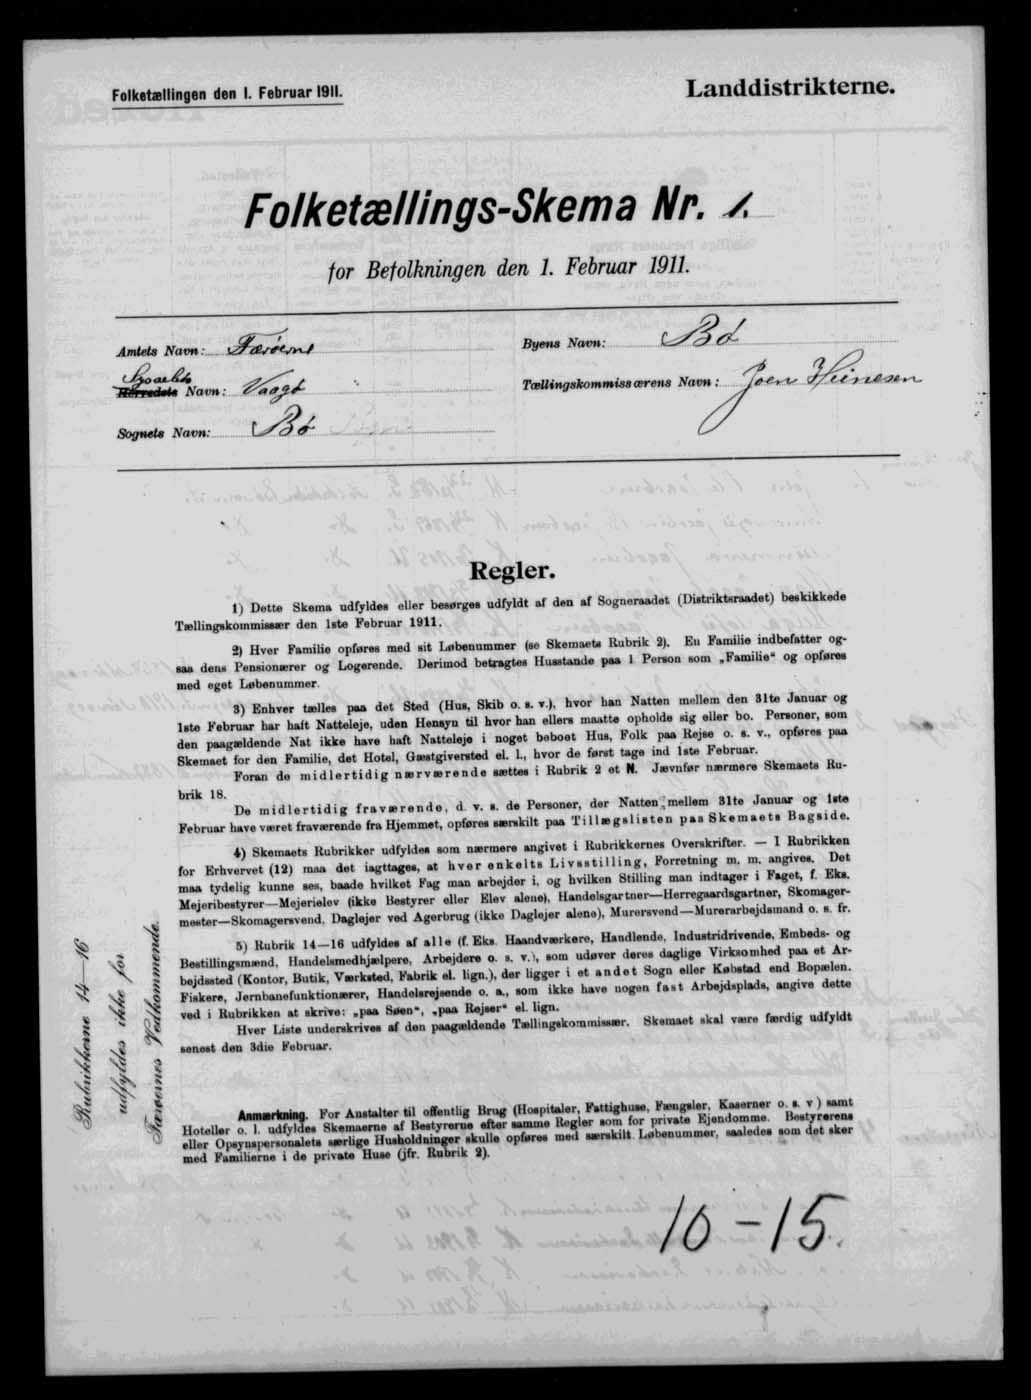 Folketællingen den 1. Februar 1911.
Landdistrikterne.
Folketællings-Skema Nr. 1.
for Befolkningen den 1. Februar 1911.
Amtets Navn: Færøerne
Byens Navn: Bø
Syssels
Herredets Navn: Vaagø
Tællingskommissærens Navn: Joen Heinesen
Sognets Navn: Bø
Regler.
1) Dette Skema udfyldes eller besørges udfyldt af den af Sogneraadet (Distriktsraadet) beskikkede
Tællingskommissær den 1ste Februar 1911.
2) Hver Familie opføres med sit Løbenummer (se Skemaets Rubrik 2). En Familie indbefatter og-
saa dens Pensionærer og Logerende. Derimod betragtes Husstande paa 1 Person som „Familie“ og opføres
med eget Løbenummer.
3) Enhver tælles paa det Sted (Hus, Skib o. s. v.), hvor han Natten mellem den 31te Januar og
1ste Februar har haft Natteleje, uden Hensyn til hvor han ellers maatte opholde sig eller bo. Personer, som
den paagældende Nat ikke have haft Natteleje i noget beboet Hus, Folk paa Rejse o. s. v., opføres paa
Skemaet for den Familie, det Hotel, Gæstgiversted el. l., hvor de først tage ind 1ste Februar.
Foran de midlertidig nærværende sættes i Rubrik 2 et N. Jævnfør nærmere Skemaets Ru-
brik 18.
De midlertidig fraværende, d. v. s. de Personer, der Natten mellem 31te Januar og 1ste
Februar have været fraværende fra Hjemmet, opføres særskilt paa Tillægslisten paa Skemaets Bagside.
4) Skemaets Rubrikker udfyldes som nærmere angivet i Rubrikkernes Overskrifter. — I Rubrikken
for Erhvervet (12) maa det iagttages, at hver enkelts Livsstilling, Forretning m. m. angives. Det
maa tydelig kunne ses, baade hvilket Fag man arbejder i, og hvilken Stilling man indtager i Faget, f. Eks.
Mejeribestyrer—Mejerielev (ikke Bestyrer eller Elev alene), Handelsgartner—Herregaardsgartner, Skomager-
mester—Skomagersvend, Daglejer ved Agerbrug (ikke Daglejer alene), Murersvend—Murerarbejdsmand o. s. fr.
5) Rubrik 14—16 udfyldes af alle (f. Eks. Haandværkere, Handlende, Industridrivende, Embeds- og
Bestillingsmænd, Handelsmedhjælpere, Arbejdere o. s. v.), som udøver deres daglige Virksomhed paa et Ar-
bejdssted (Kontor, Butik, Værksted, Fabrik el. lign.), der ligger i et andet Sogn eller Købstad end Bopælen.
Fiskere, Jernbanefunktionærer, Handelsrejsende o. a., som ikke have nogen fast Arbejdsplads, angive dette
ved i Rubrikken at skrive: „paa Søen“, „paa Rejser“ el. lign.
Hver Liste underskrives af den paagældende Tællingskommissær. Skemaet skal være færdig udfyldt
senest den 3die Februar.
Rubrikkerne 14—16
udfyldes ikke for
Færøernes Vedkommende.
Anmærkning. For Anstalter til offentlig Brug (Hospitaler, Fattighuse, Fængsler, Kaserner o. s. v) samt
Hoteller o. l. udfyldes Skemaerne af Bestyrerne efter samme Regler som for private Ejendomme. Bestyrerens
eller Opsynspersonalets særlige Husholdninger skulle opføres med særskilt Løbenummer, saaledes som det sker
med Familierne i de private Huse (jfr. Rubrik 2).
10-15.